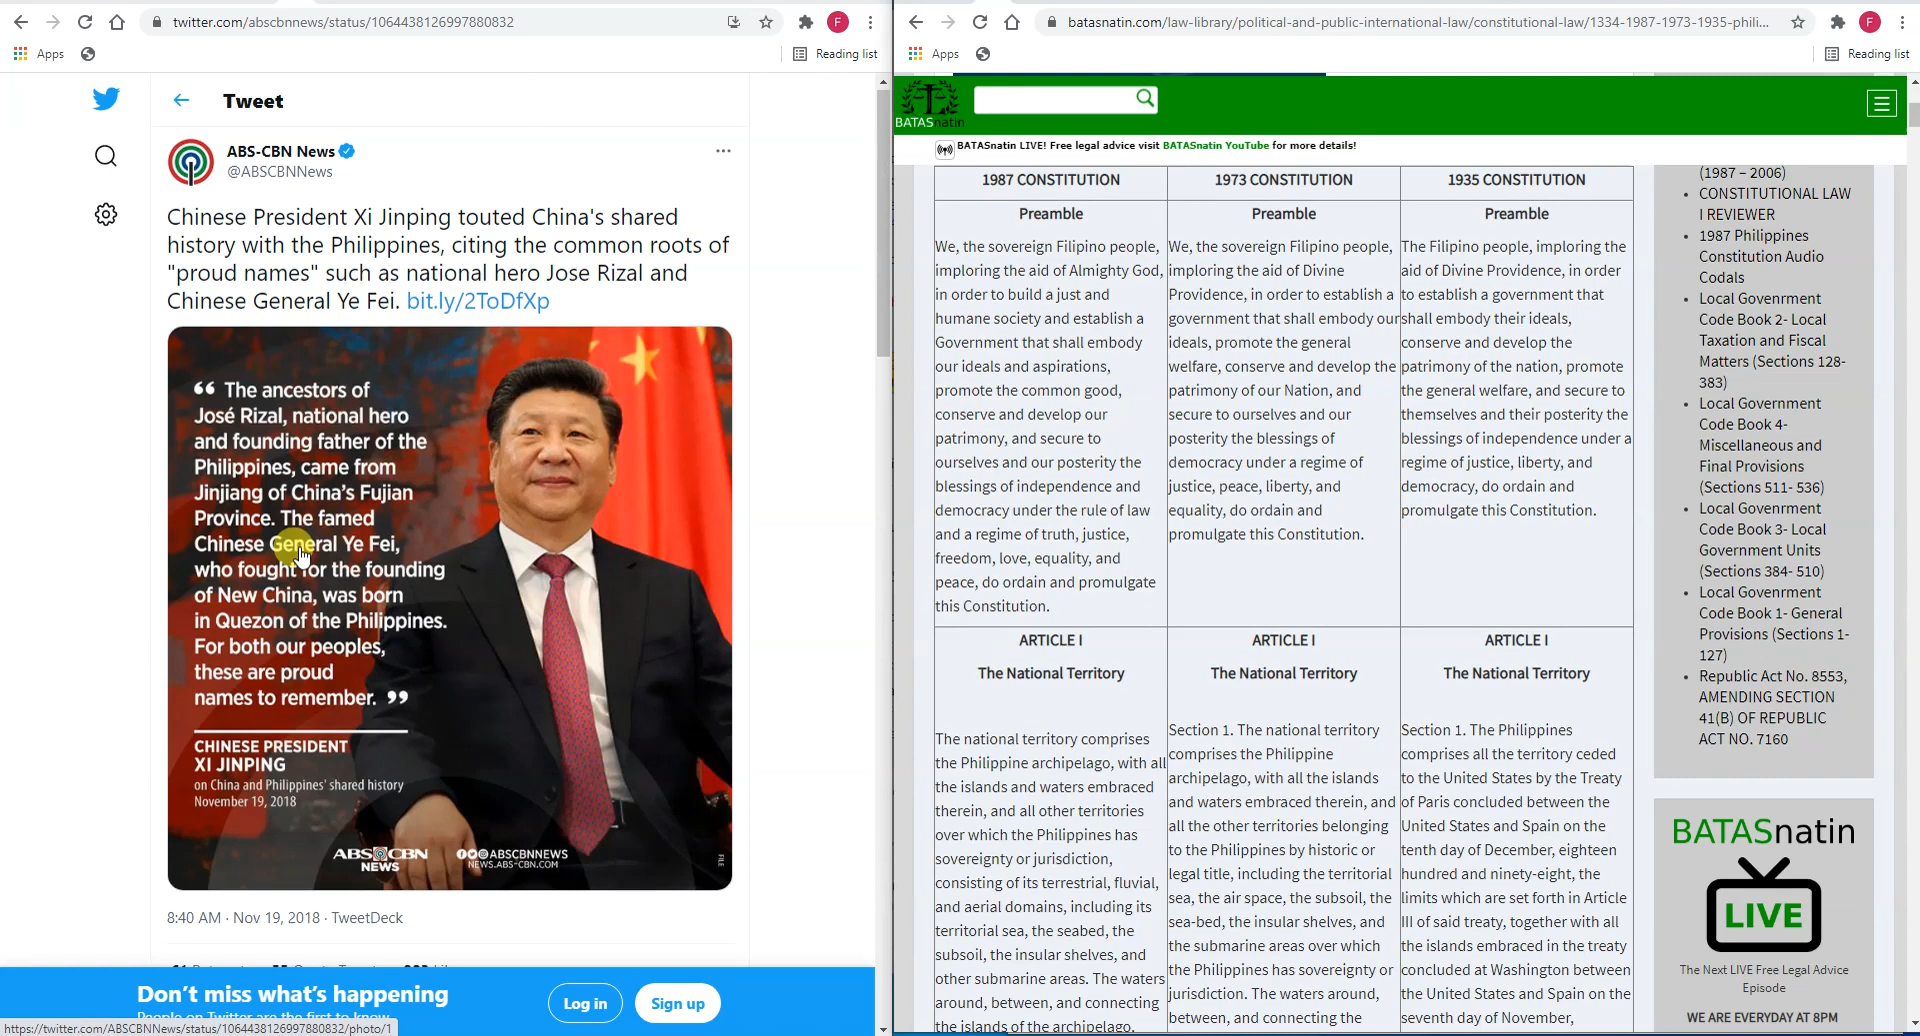 twitter.com/abscbnnews/status/1064438126997880832
F
Apps
Reading list
Tweet
ABS-CBN News
@ABSCBNNews
Chinese President Xi Jinping touted China's shared
history with the Philippines, citing the common roots of
"proud names" such as national hero Jose Rizal and
Chinese General Ye Fei. bit.ly/2ToDfXp
“ The ancestors of
José Rizal, national hero
and founding father of the
Philippines, came from
Jinjiang of China’s Fujian
Province. The famed
Chinese General Ye Fei,
who fought for the founding
of New China, was born
in Quezon of the Philippines.
For both our peoples,
these are proud
names to remember. ”
CHINESE PRESIDENT
XI JINPING
on China and Philippines' shared history
November 19, 2018
ABS CBN
NEWS
@ABSCBNNEWS
NEWS.ABS-CBN.COM
FILE
8:40 AM · Nov 19, 2018 · TweetDeck
Don’t miss what’s happening
People on Twitter are the first to know.
Log in
Sign up
https://twitter.com/ABSCBNNews/status/1064438126997880832/photo/1
batasnatin.com/law-library/political-and-public-international-law/constitutional-law/1334-1987-1973-1935-phili...
F
Apps
Reading list
BATASnatin
BATASnatin LIVE! Free legal advice visit BATASnatin YouTube for more details!
1987 CONSTITUTION
Preamble
We, the sovereign Filipino people,
imploring the aid of Almighty God,
in order to build a just and
humane society and establish a
Government that shall embody
our ideals and aspirations,
promote the common good,
conserve and develop our
patrimony, and secure to
ourselves and our posterity the
blessings of independence and
democracy under the rule of law
and a regime of truth, justice,
freedom, love, equality, and
peace, do ordain and promulgate
this Constitution.
ARTICLE I
The National Territory
The national territory comprises
the Philippine archipelago, with all
the islands and waters embraced
therein, and all other territories
over which the Philippines has
sovereignty or jurisdiction,
consisting of its terrestrial, fluvial,
and aerial domains, including its
territorial sea, the seabed, the
subsoil, the insular shelves, and
other submarine areas. The waters
around, between, and connecting
the islands of the archipelago,
1973 CONSTITUTION
Preamble
We, the sovereign Filipino people,
imploring the aid of Divine
Providence, in order to establish a
government that shall embody our
ideals, promote the general
welfare, conserve and develop the
patrimony of our Nation, and
secure to ourselves and our
posterity the blessings of
democracy under a regime of
justice, peace, liberty, and
equality, do ordain and
promulgate this Constitution.
ARTICLE I
The National Territory
Section 1. The national territory
comprises the Philippine
archipelago, with all the islands
and waters embraced therein, and
all the other territories belonging
to the Philippines by historic or
legal title, including the territorial
sea, the air space, the subsoil, the
sea-bed, the insular shelves, and
the submarine areas over which
the Philippines has sovereignty or
jurisdiction. The waters around,
between, and connecting the
1935 CONSTITUTION
Preamble
The Filipino people, imploring the
aid of Divine Providence, in order
to establish a government that
shall embody their ideals,
conserve and develop the
patrimony of the nation, promote
the general welfare, and secure to
themselves and their posterity the
blessings of independence under a
regime of justice, liberty, and
democracy, do ordain and
promulgate this Constitution.
ARTICLE I
The National Territory
Section 1. The Philippines
comprises all the territory ceded
to the United States by the Treaty
of Paris concluded between the
United States and Spain on the
tenth day of December, eighteen
hundred and ninety-eight, the
limits which are set forth in Article
III of said treaty, together with all
the islands embraced in the treaty
concluded at Washington between
the United States and Spain on the
seventh day of November,
(1987 – 2006)
CONSTITUTIONAL LAW
I REVIEWER
1987 Philippines
Constitution Audio
Codals
Local Govenrment
Code Book 2- Local
Taxation and Fiscal
Matters (Sections 128-
383)
Local Government
Code Book 4-
Miscellaneous and
Final Provisions
(Sections 511- 536)
Local Govenrment
Code Book 3- Local
Government Units
(Sections 384- 510)
Local Govenrment
Code Book 1- General
Provisions (Sections 1-
127)
Republic Act No. 8553,
AMENDING SECTION
41(B) OF REPUBLIC
ACT NO. 7160
BATASnatin
LIVE
The Next LIVE Free Legal Advice
Episode
WE ARE EVERYDAY AT 8PM